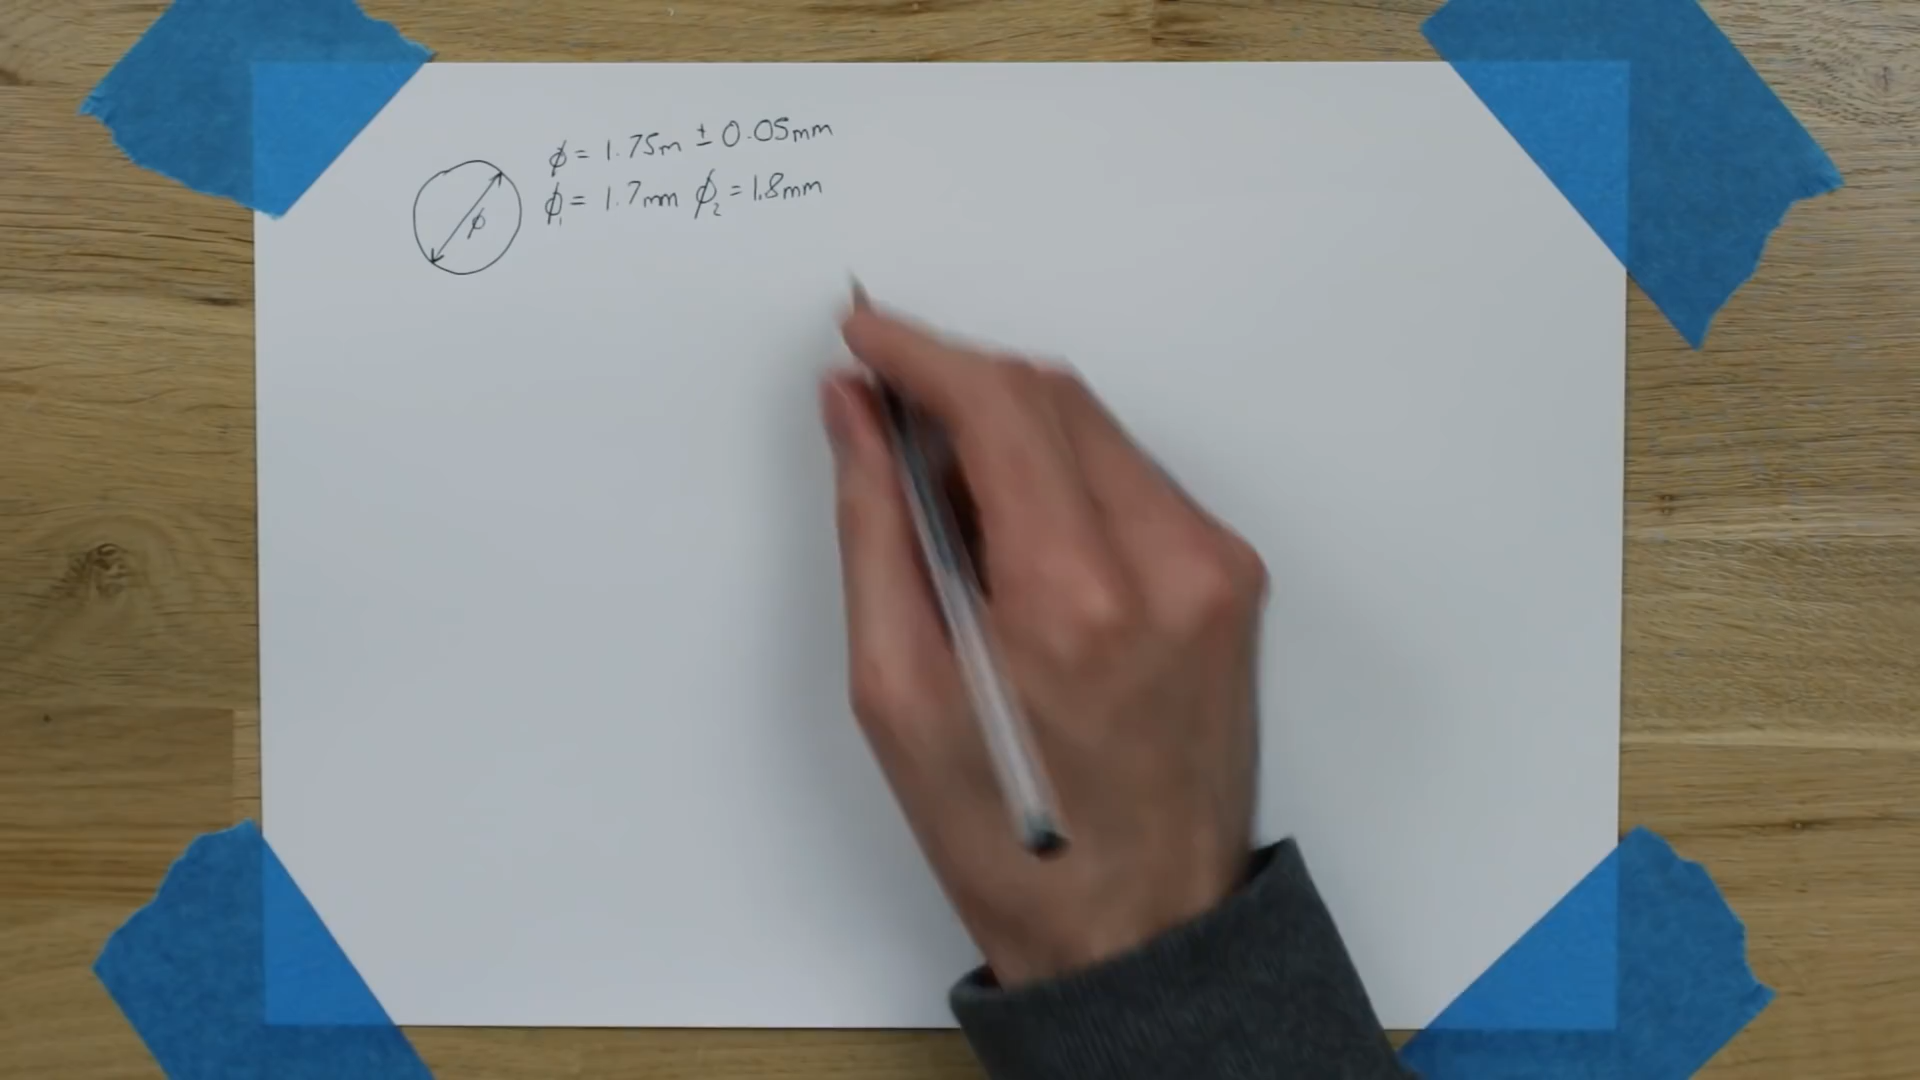 ϕ = 1.75m ± 0.05mm
ϕ₁ = 1.7mm ϕ₂ = 1.8mm
ϕ